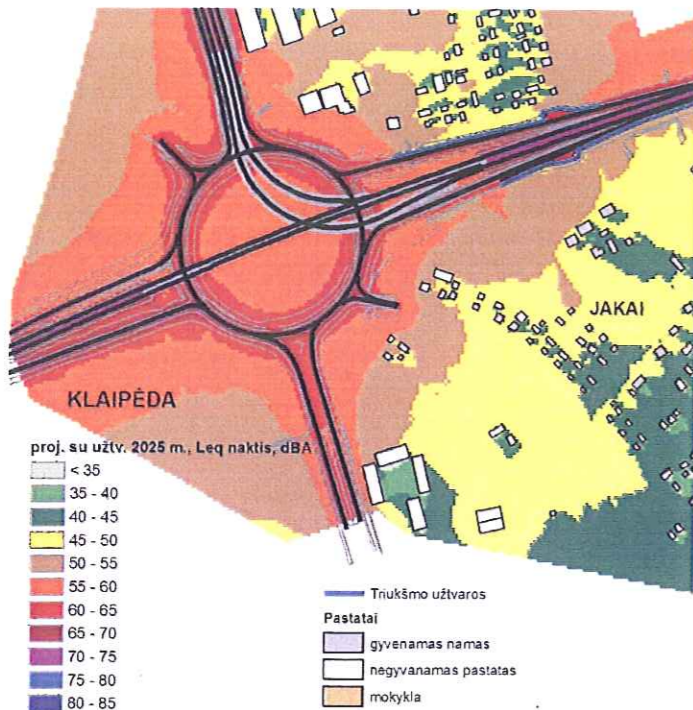 JAKAI
KLAIPĖDA
proj. su užtv. 2025 m., Leq naktis, dBA
< 35
35 - 40
40 - 45
45 - 50
50 - 55
55 - 60
60 - 65
65 - 70
70 - 75
75 - 80
80 - 85
Triukšmo užtvaros
Pastatai
gyvenamas namas
negyvanamas pastatas
mokykla